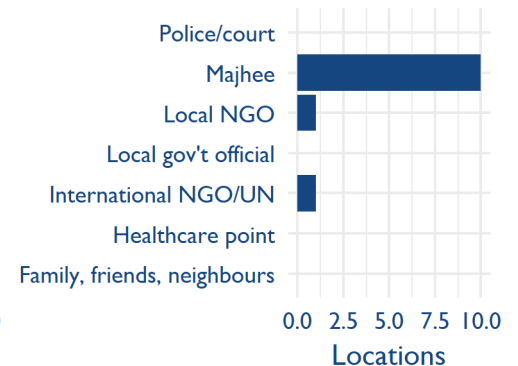 Police/court
Majhee
Local NGO
Local gov't official
International NGO/UN
Healthcare point
Family, friends, neighbours
0.0 2.5 5.0 7.5 10.0
Locations